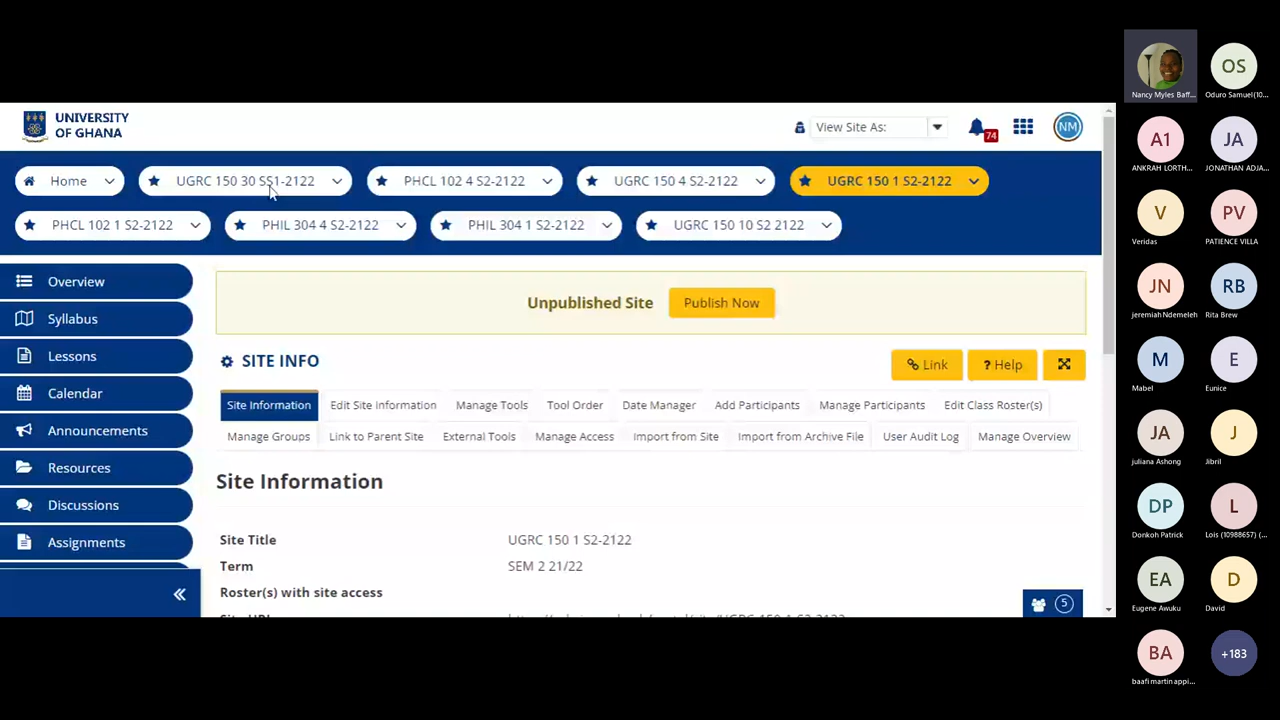 UNIVERSITY
OF GHANA
View Site As:
74
NM
Home
UGRC 150 30 SS1-2122
PHCL 102 4 S2-2122
UGRC 150 4 S2-2122
UGRC 150 1 S2-2122
PHCL 102 1 S2-2122
PHIL 304 4 S2-2122
PHIL 304 1 S2-2122
UGRC 150 10 S2 2122
Overview
Syllabus
Lessons
Calendar
Announcements
Resources
Discussions
Assignments
Unpublished Site
Publish Now
SITE INFO
Link
? Help
Site Information
Edit Site Information
Manage Tools
Tool Order
Date Manager
Add Participants
Manage Participants
Edit Class Roster(s)
Manage Groups
Link to Parent Site
External Tools
Manage Access
Import from Site
Import from Archive File
User Audit Log
Manage Overview
Site Information
Site Title
UGRC 150 1 S2-2122
Term
SEM 2 21/22
Roster(s) with site access
5
Nancy Myles Baff...
OS
Oduro Samuel(10...
A1
ANKRAH LORTH...
JA
JONATHAN ADJA...
V
Veridas
PV
PATIENCE VILLA
JN
jeremiah Ndemeleh
RB
Rita Brew
M
Mabel
E
Eunice
JA
juliana Ashong
J
Jibril
DP
Donkoh Patrick
L
Lois (10988657) (...
EA
Eugene Awuku
D
David
BA
baafi martin appi...
+183